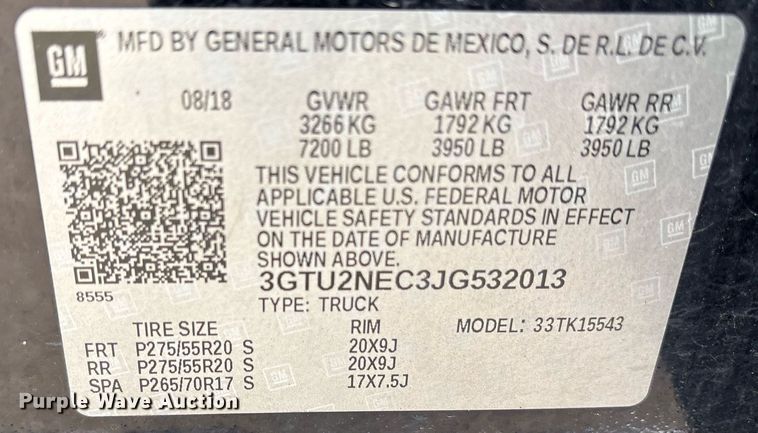 GM
MFD BY GENERAL MOTORS DE MEXICO, S. DE R.L. DE C.V.
08/18 GVWR GAWR FRT GAWR RR
3266 KG 1792 KG 1792 KG
7200 LB 3950 LB 3950 LB
THIS VEHICLE CONFORMS TO ALL
APPLICABLE U.S. FEDERAL MOTOR
VEHICLE SAFETY STANDARDS IN EFFECT
ON THE DATE OF MANUFACTURE
SHOWN ABOVE.
8555
3GTU2NEC3JG532013
TYPE: TRUCK
TIRE SIZE RIM MODEL: 33TK15543
FRT P275/55R20 S 20X9J
RR P275/55R20 S 20X9J
SPA P265/70R17 S 17X7.5J
Purple Wave Auction